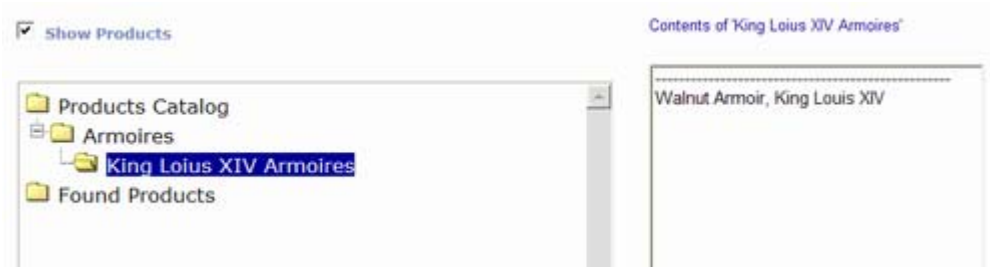 Show Products
Products Catalog
Armoires
King Loius XIV Armoires
Found Products
Contents of 'King Loius XIV Armoires'
--------------------------------------------------
Walnut Armoir, King Louis XIV